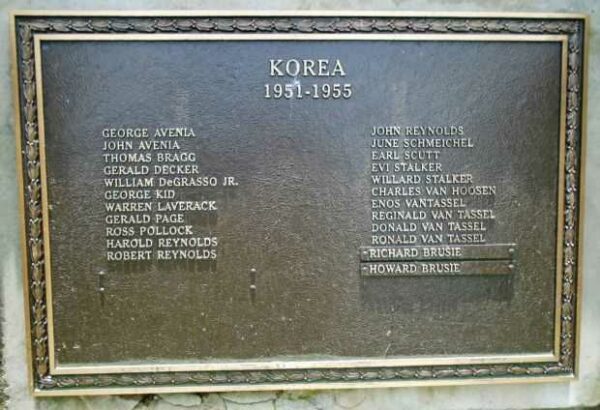 KOREA
1951-1955
GEORGE AVENIA
JOHN AVENIA
THOMAS BRAGG
GERALD DECKER
WILLIAM DeGRASSO JR.
GEORGE KID
WARREN LAVERACK
GERALD PAGE
ROSS POLLOCK
HAROLD REYNOLDS
ROBERT REYNOLDS
JOHN REYNOLDS
JUNE SCHMEICHEL
EARL SCUTT
EVI STALKER
WILLARD STALKER
CHARLES VAN HOOSEN
ENOS VANTASSEL
REGINALD VAN TASSEL
DONALD VAN TASSEL
RONALD VAN TASSEL
RICHARD BRUSIE
HOWARD BRUSIE